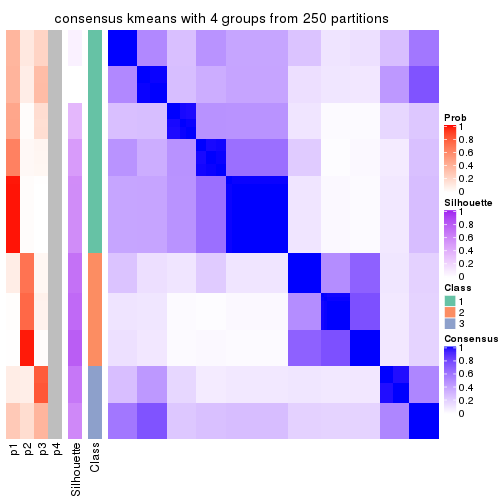 consensus kmeans with 4 groups from 250 partitions
Prob
1
0.8
0.6
0.4
0.2
0
Silhouette
1
0.8
0.6
0.4
0.2
0
Class
1
2
3
Consensus
1
0.8
0.6
0.4
0.2
0
p1
p2
p3
p4
Silhouette
Class